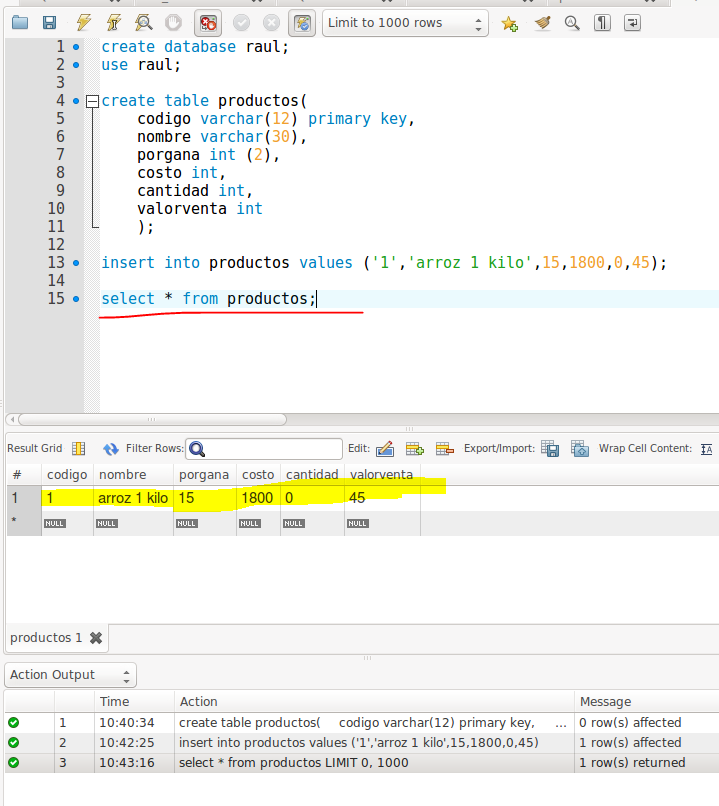 Limit to 1000 rows
1 create database raul;
2 use raul;
3
4 create table productos(
5 codigo varchar(12) primary key,
6 nombre varchar(30),
7 porgana int (2),
8 costo int,
9 cantidad int,
10 valorventa int
11 );
12
13 insert into productos values ('1','arroz 1 kilo',15,1800,0,45);
14
15 select * from productos;
Result Grid Filter Rows: Edit: Export/Import: Wrap Cell Content: IA
# codigo nombre porgana costo cantidad valorventa
1 1 arroz 1 kilo 15 1800 0 45
* NULL NULL NULL NULL NULL NULL
productos 1
Action Output
Time Action Message
1 10:40:34 create table productos( codigo varchar(12) primary key, ... 0 row(s) affected
2 10:42:25 insert into productos values ('1','arroz 1 kilo',15,1800,0,45) 1 row(s) affected
3 10:43:16 select * from productos LIMIT 0, 1000 1 row(s) returned